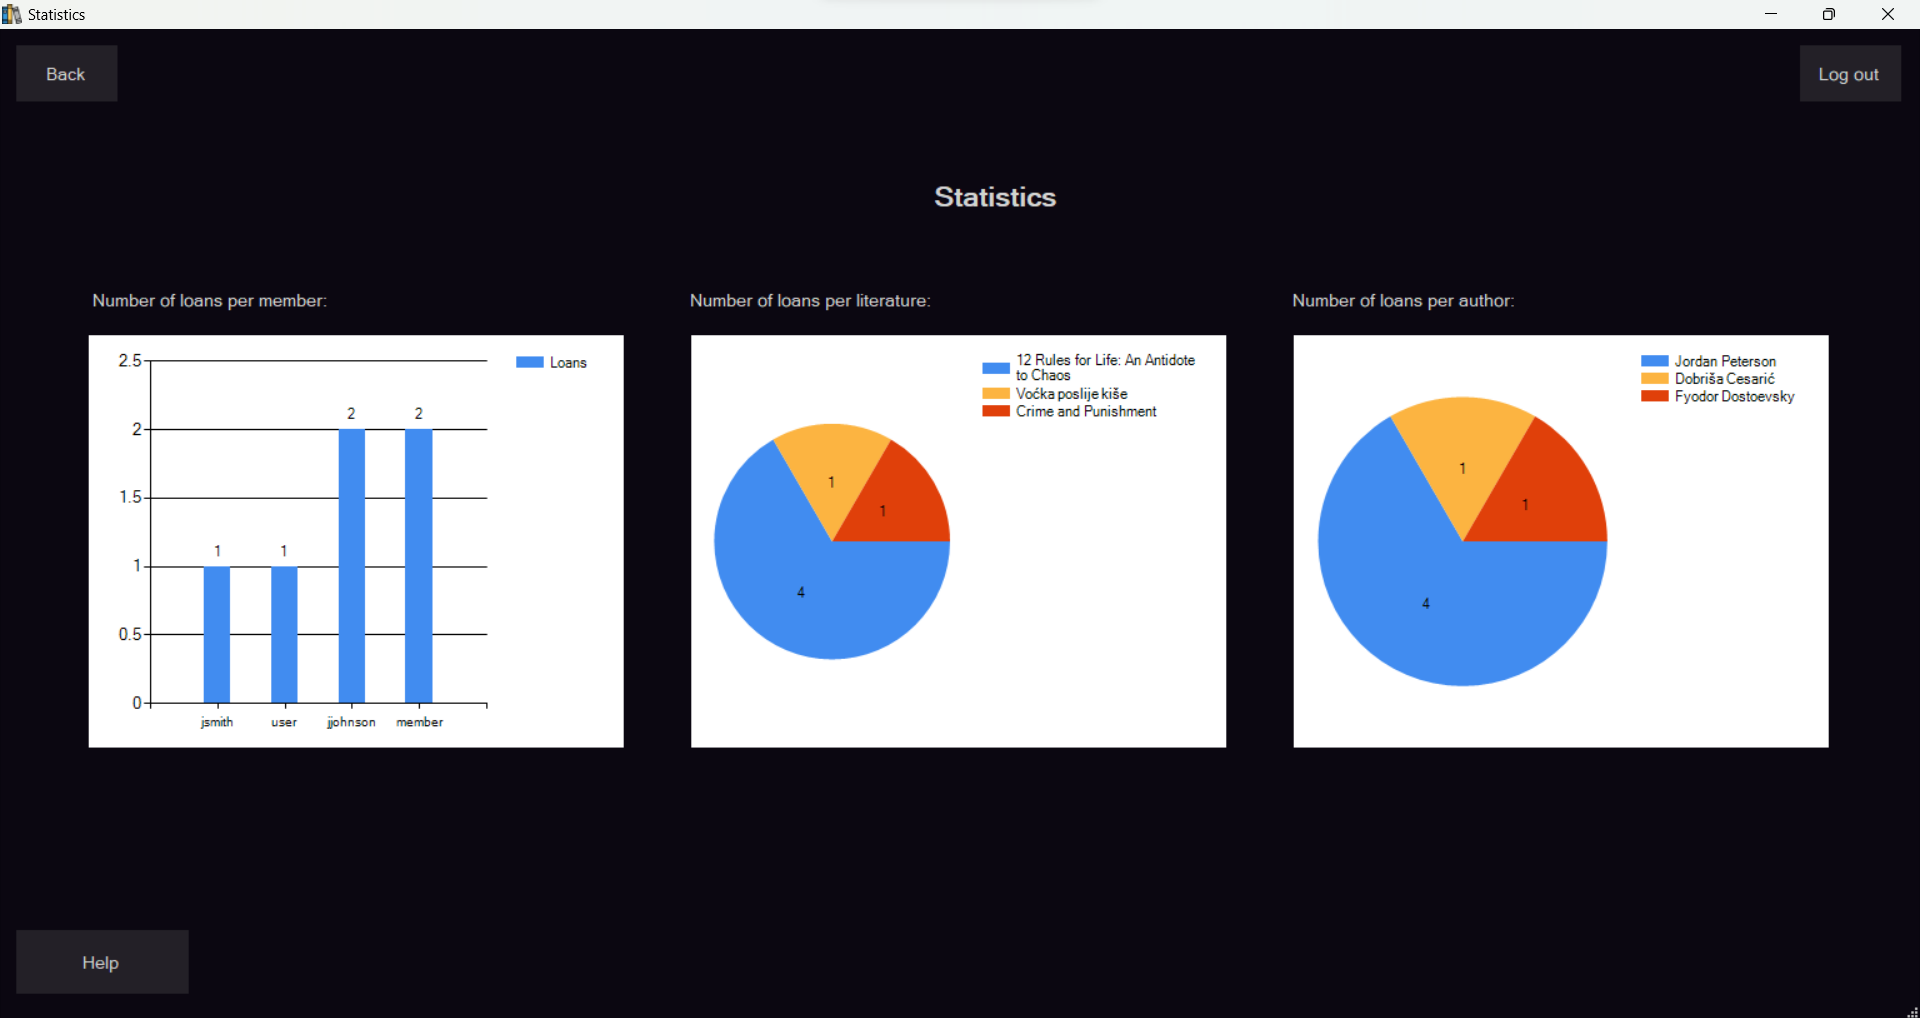 Statistics
Back
Log out
Statistics
Number of loans per member:
2.5
2
1.5
1
0.5
0
1
1
2
2
jsmith
user
jjohnson
member
Loans
Number of loans per literature:
12 Rules for Life: An Antidote
to Chaos
Voćka poslije kiše
Crime and Punishment
1
1
4
Number of loans per author:
Jordan Peterson
Dobriša Cesarić
Fyodor Dostoevsky
1
1
4
Help